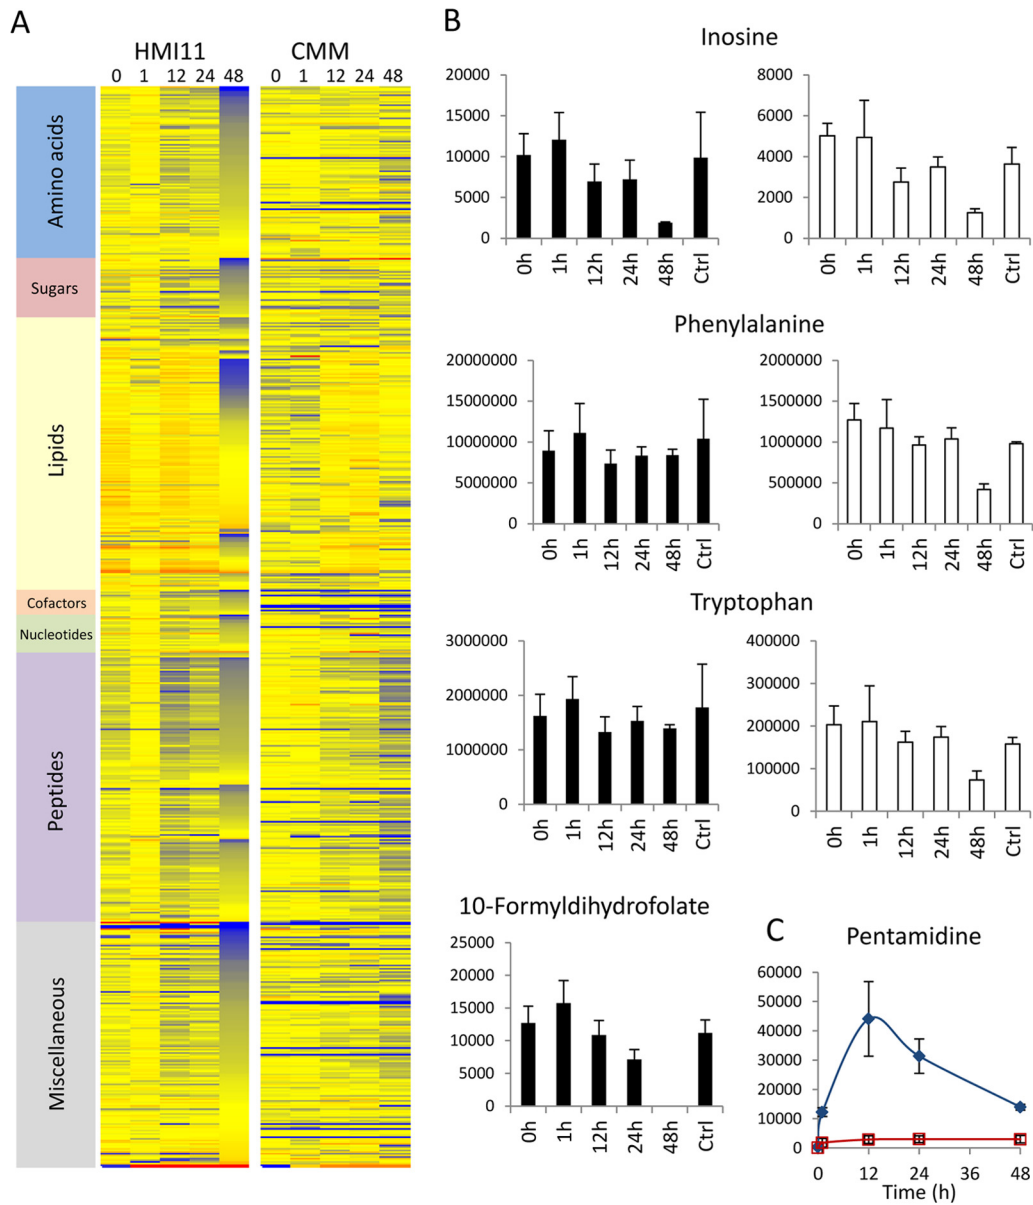 A
HMI11 CMM
0 1 12 24 48 0 1 12 24 48
Amino acids
Sugars
Lipids
Cofactors
Nucleotides
Peptides
Miscellaneous
B
Inosine
20000
15000
10000
5000
0
0h 1h 12h 24h 48h Ctrl
8000
6000
4000
2000
0
0h 1h 12h 24h 48h Ctrl
Phenylalanine
20000000
15000000
10000000
5000000
0
0h 1h 12h 24h 48h Ctrl
2000000
1500000
1000000
500000
0
0h 1h 12h 24h 48h Ctrl
Tryptophan
3000000
2000000
1000000
0
0h 1h 12h 24h 48h Ctrl
400000
300000
200000
100000
0
0h 1h 12h 24h 48h Ctrl
10-Formyldihydrofolate
25000
20000
15000
10000
5000
0
0h 1h 12h 24h 48h Ctrl
C
Pentamidine
60000
50000
40000
30000
20000
10000
0
0 12 24 36 48
Time (h)